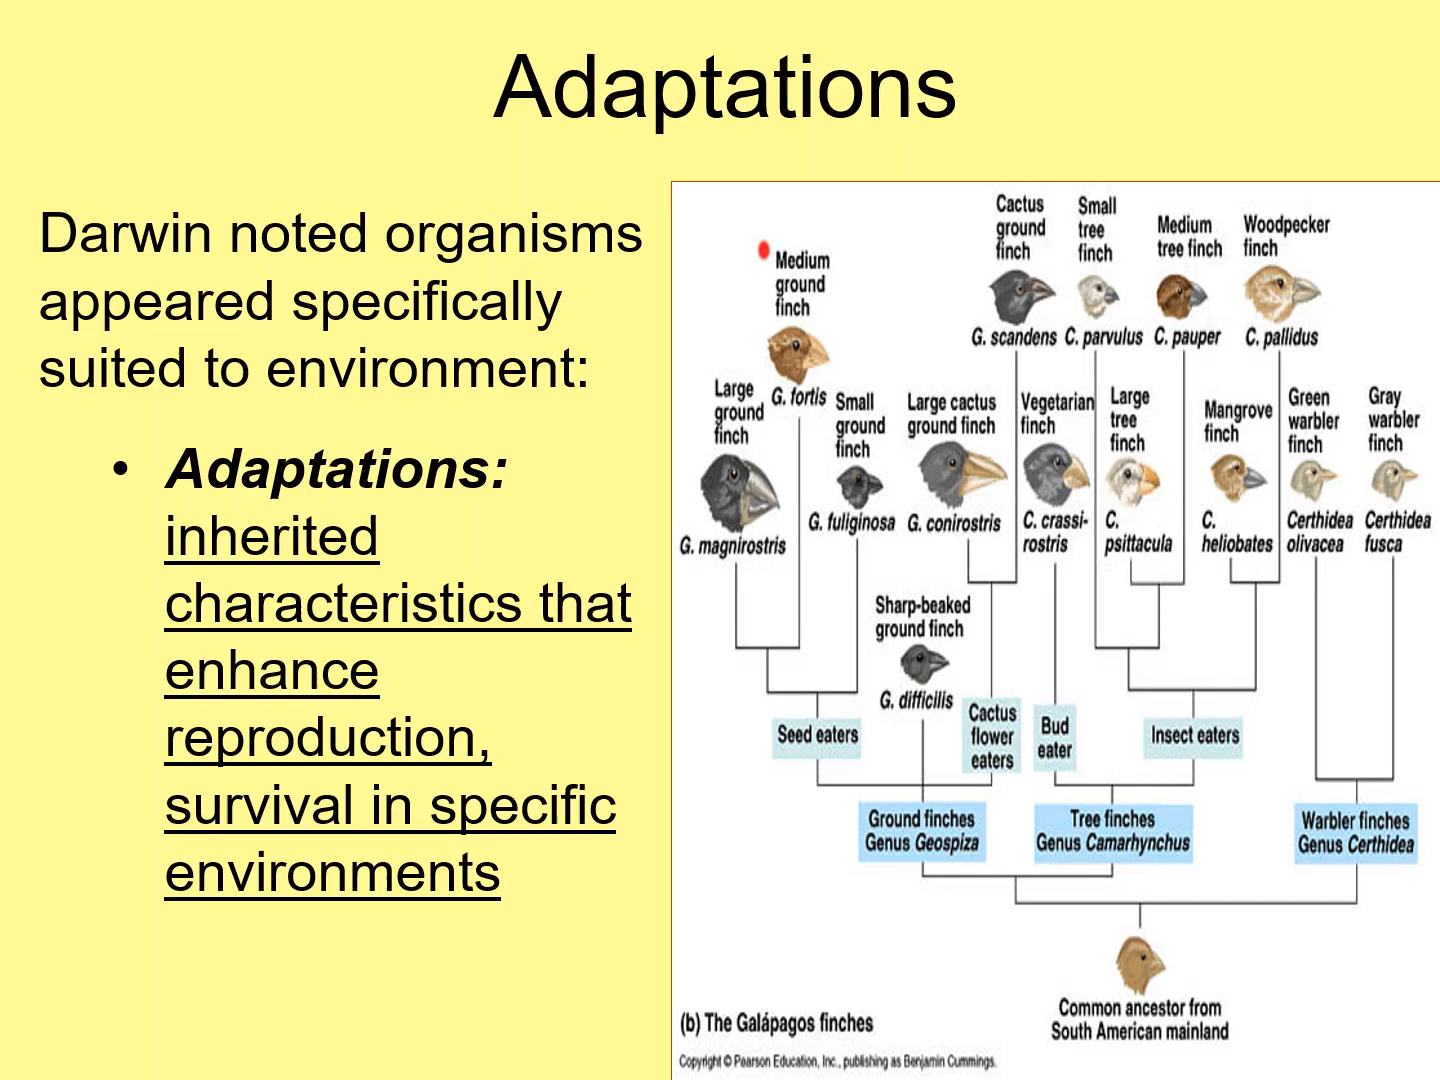 Adaptations
Darwin noted organisms
appeared specifically
suited to environment:
• Adaptations:
inherited
characteristics that
enhance
reproduction,
survival in specific
environments
Cactus
ground
finch
G. scandens
Small
tree
finch
C. parvulus
Medium
tree finch
C. pauper
Woodpecker
finch
C. pallidus
Medium
ground
finch
G. fortis
Large
ground
finch
G. magnirostris
Small
ground
finch
G. fuliginosa
Large cactus
ground finch
G. conirostris
Vegetarian
finch
C. crassi-
rostris
Large
tree
finch
C.
psittacula
Mangrove
finch
C.
heliobates
Green
warbler
finch
Certhidea
olivacea
Gray
warbler
finch
Certhidea
fusca
Sharp-beaked
ground finch
G. difficilis
Seed eaters
Cactus
flower
eaters
Bud
eater
Insect eaters
Ground finches
Genus Geospiza
Tree finches
Genus Camarhynchus
Warbler finches
Genus Certhidea
Common ancestor from
South American mainland
(b) The Galápagos finches
Copyright © Pearson Education, Inc., publishing as Benjamin Cummings.